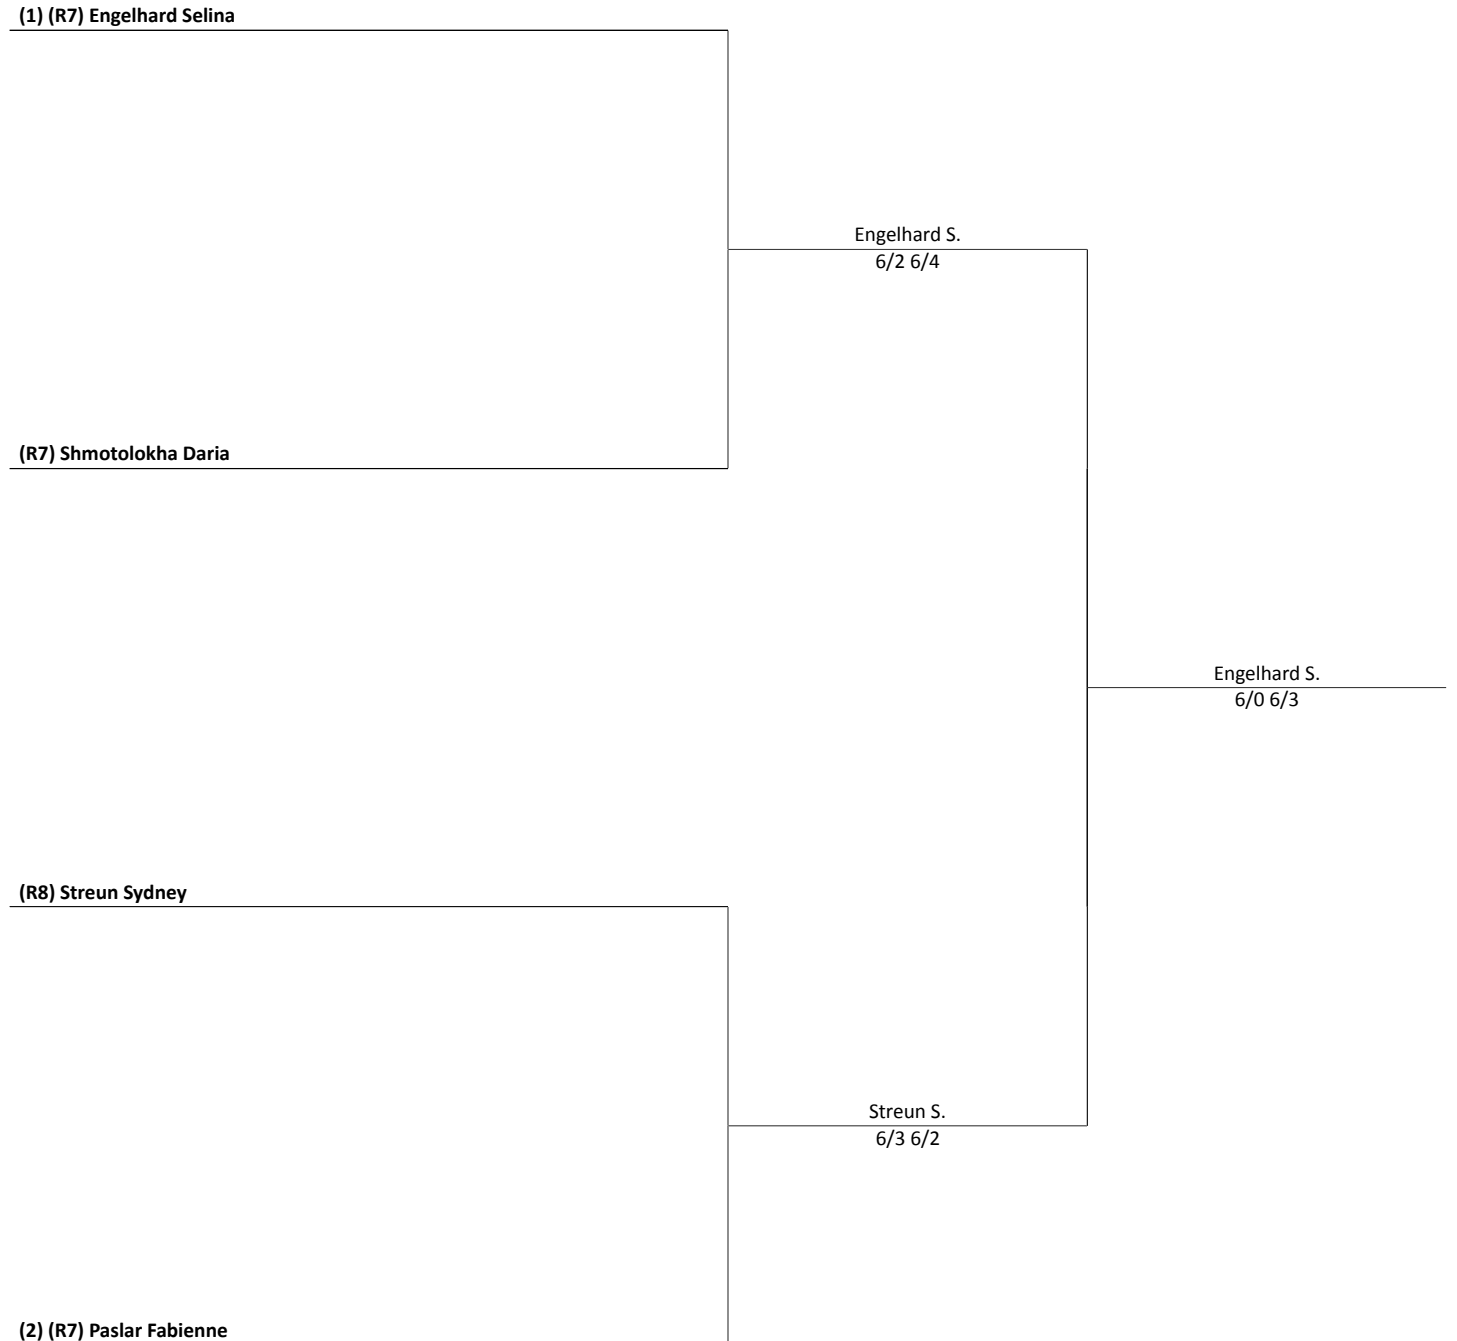 (1) (R7) Engelhard Selina
Engelhard S.
6/2 6/4
(R7) Shmotolokha Daria
Engelhard S.
6/0 6/3
(R8) Streun Sydney
Streun S.
6/3 6/2
(2) (R7) Paslar Fabienne